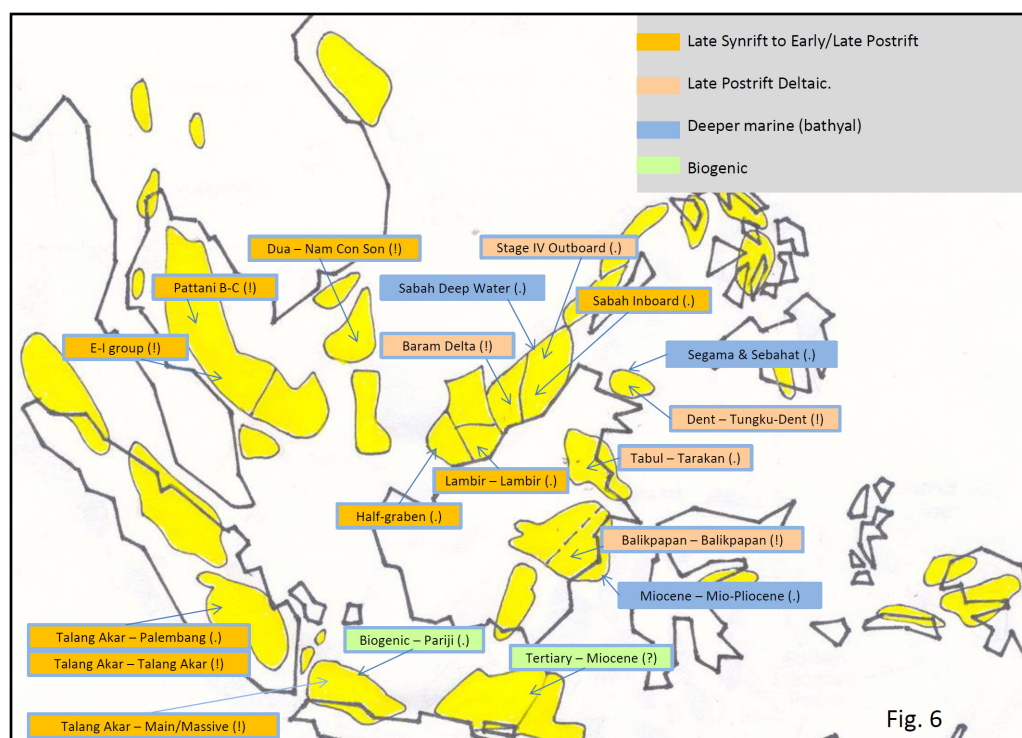 Late Synrift to Early/Late Postrift
Late Postrift Deltaic.
Deeper marine (bathyal)
Biogenic
Dua – Nam Con Son (!)
Stage IV Outboard (.)
Pattani B-C (!)
Sabah Deep Water (.)
Sabah Inboard (.)
E-I group (!)
Baram Delta (!)
Segama & Sebahat (.)
Dent – Tungku-Dent (!)
Tabul – Tarakan (.)
Lambir – Lambir (.)
Half-graben (.)
Balikpapan – Balikpapan (!)
Miocene – Mio-Pliocene (.)
Talang Akar – Palembang (.)
Biogenic – Pariji (.)
Talang Akar – Talang Akar (!)
Tertiary – Miocene (?)
Talang Akar – Main/Massive (!)
Fig. 6